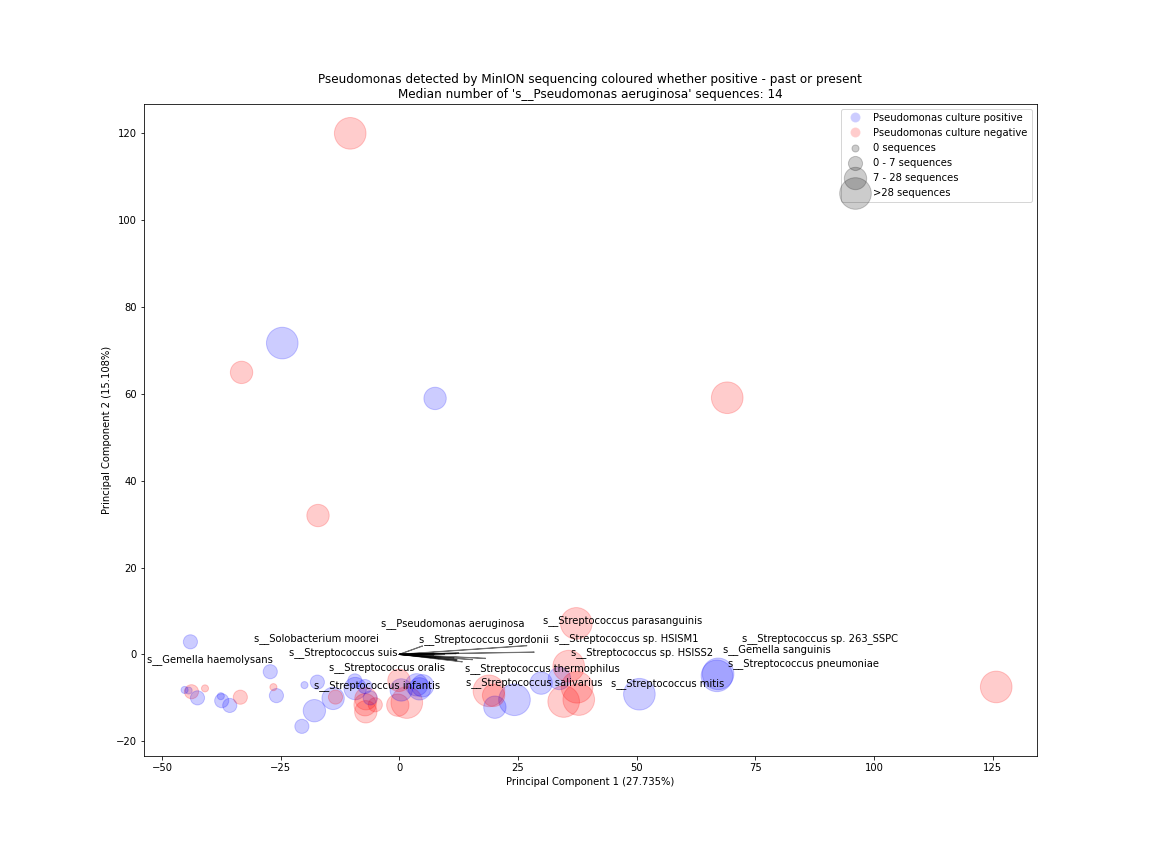 Pseudomonas detected by MinION sequencing coloured whether positive - past or present
Median number of 's__Pseudomonas aeruginosa' sequences: 14
Pseudomonas culture positive
Pseudomonas culture negative
0 sequences
0 - 7 sequences
7 - 28 sequences
>28 sequences
120
100
80
60
40
20
0
−20
Principal Component 2 (15.108%)
s__Streptococcus parasanguinis
s__Pseudomonas aeruginosa
s__Solobacterium moorei
s__Streptococcus gordonii
s__Streptococcus sp. HSISM1
s__Streptococcus sp. 263_SSPC
s__Gemella sanguinis
s__Streptococcus suis
s__Streptococcus sp. HSISS2
s__Gemella haemolysans
s__Streptococcus pneumoniae
s__Streptococcus oralis
s__Streptococcus thermophilus
s__Streptococcus infantis
s__Streptococcus salivarius
s__Streptococcus mitis
−50
−25
0
25
50
75
100
125
Principal Component 1 (27.735%)